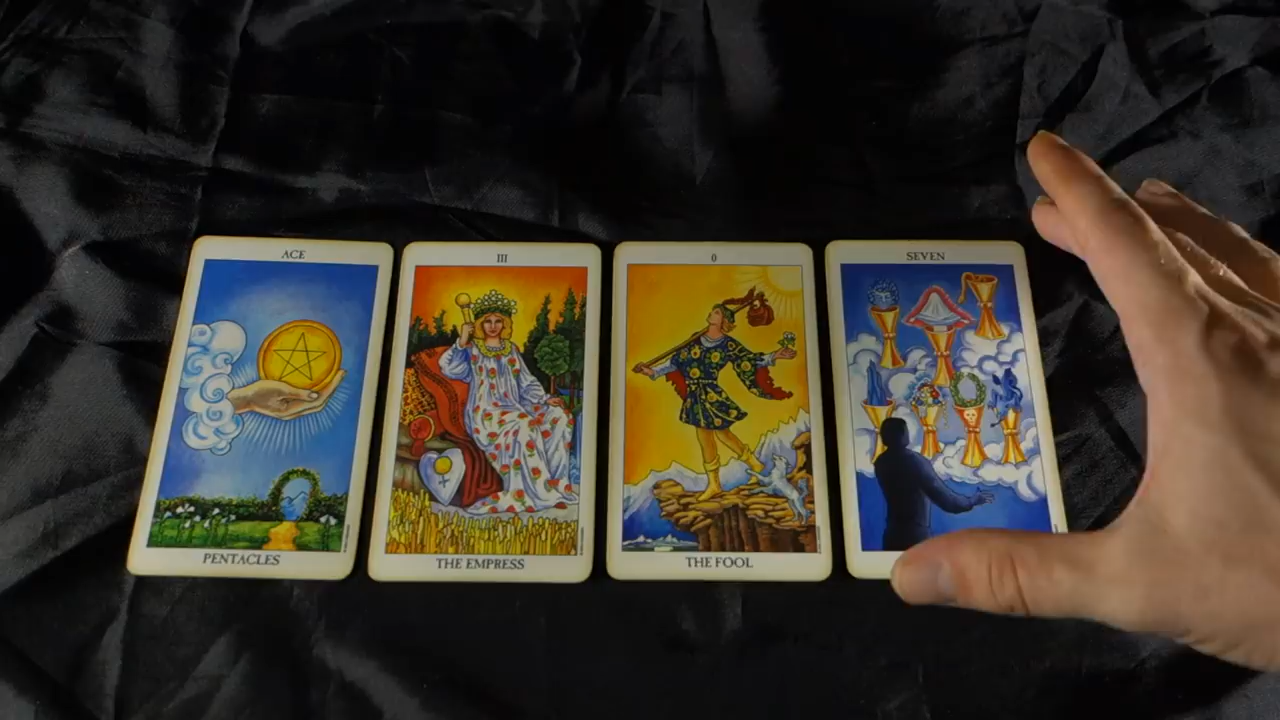 ACE
PENTACLES
III
THE EMPRESS
0
THE FOOL
SEVEN